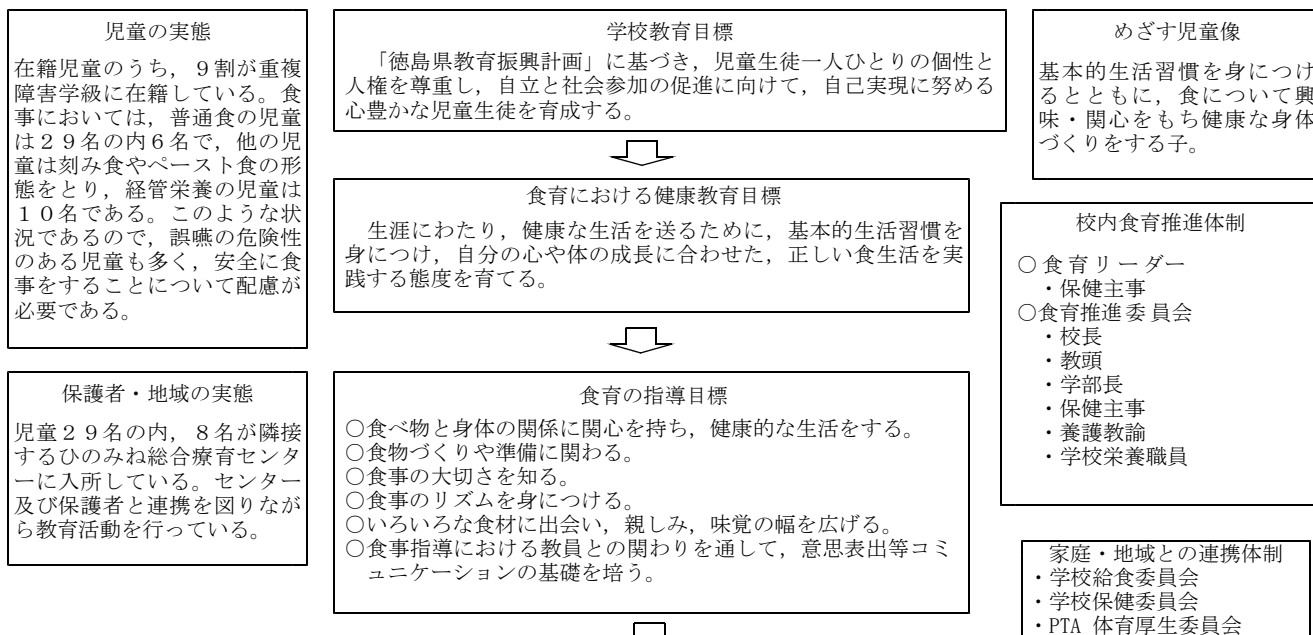 児童の実態
在籍児童のうち，９割が重複
障害学級に在籍している。食
事においては，普通食の児童
は２９名の内６名で，他の児
童は刻み食やペースト食の形
態をとり，経管栄養の児童は
１０名である。このような状
況であるので，誤嚥の危険性
のある児童も多く，安全に食
事をすることについて配慮が
必要である。
保護者・地域の実態
児童２９名の内，８名が隣接
するひのみね総合療育センタ
ーに入所している。センター
及び保護者と連携を図りなが
ら教育活動を行っている。
学校教育目標
「徳島県教育振興計画」に基づき，児童生徒一人ひとりの個性と
人権を尊重し，自立と社会参加の促進に向けて，自己実現に努める
心豊かな児童生徒を育成する。
食育における健康教育目標
生涯にわたり，健康な生活を送るために，基本的生活習慣を
身につけ，自分の心や体の成長に合わせた，正しい食生活を実
践する態度を育てる。
食育の指導目標
○食べ物と身体の関係に関心を持ち，健康的な生活をする。
○食物づくりや準備に関わる。
○食事の大切さを知る。
○食事のリズムを身につける。
○いろいろな食材に出会い，親しみ，味覚の幅を広げる。
○食事指導における教員との関わりを通して，意思表出等コミ
ュニケーションの基礎を培う。
めざす児童像
基本的生活習慣を身につけ
るとともに，食について興
味・関心をもち健康な身体
づくりをする子。
校内食育推進体制
○食育リーダー
・保健主事
○食育推進委員会
・校長
・教頭
・学部長
・保健主事
・養護教諭
・学校栄養職員
家庭・地域との連携体制
・学校給食委員会
・学校保健委員会
・PTA 体育厚生委員会